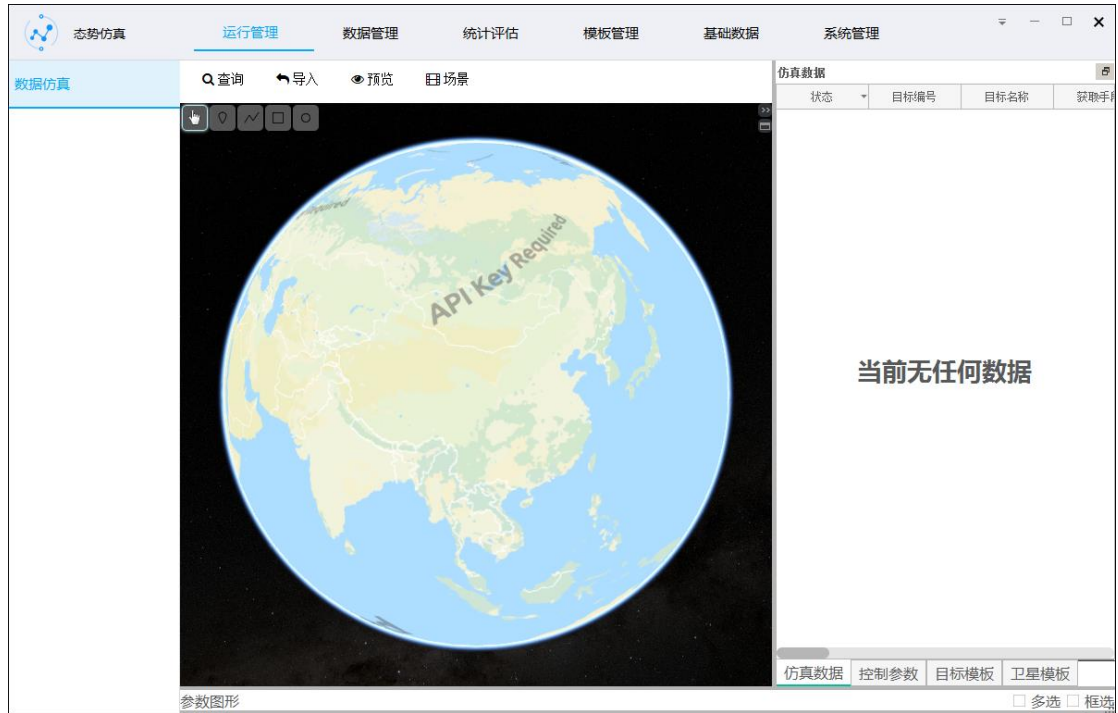 态势仿真 运行管理 数据管理 统计评估 模板管理 基础数据 系统管理
数据仿真
查询 导入 预览 场景
仿真数据
状态 目标编号 目标名称 获取手
API Key Required
当前无任何数据
仿真数据 控制参数 目标模板 卫星模板
参数图形 多选 框选